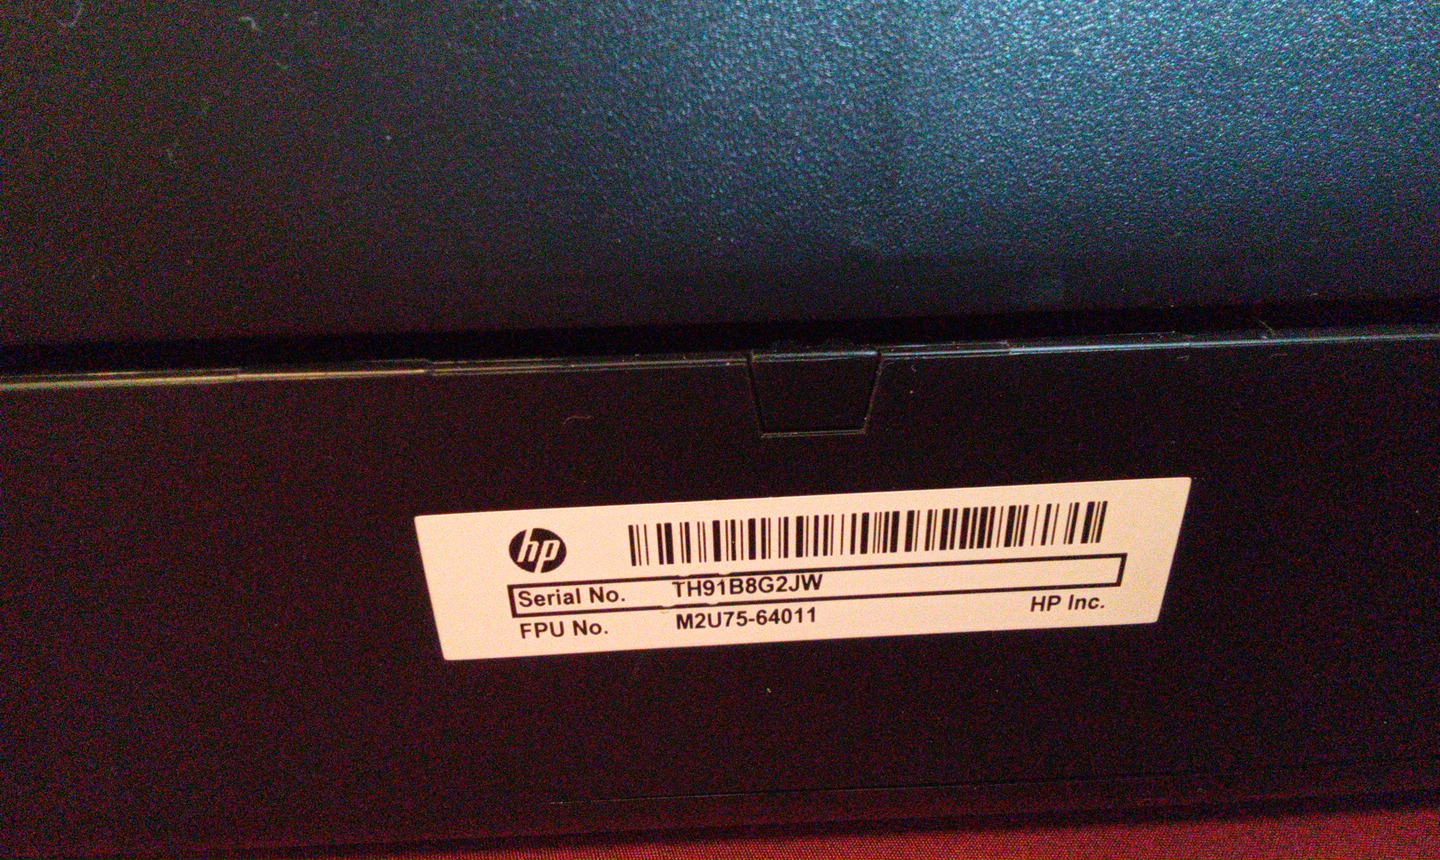 hp
Serial No. TH91B8G2JW
FPU No. M2U75-64011
HP Inc.